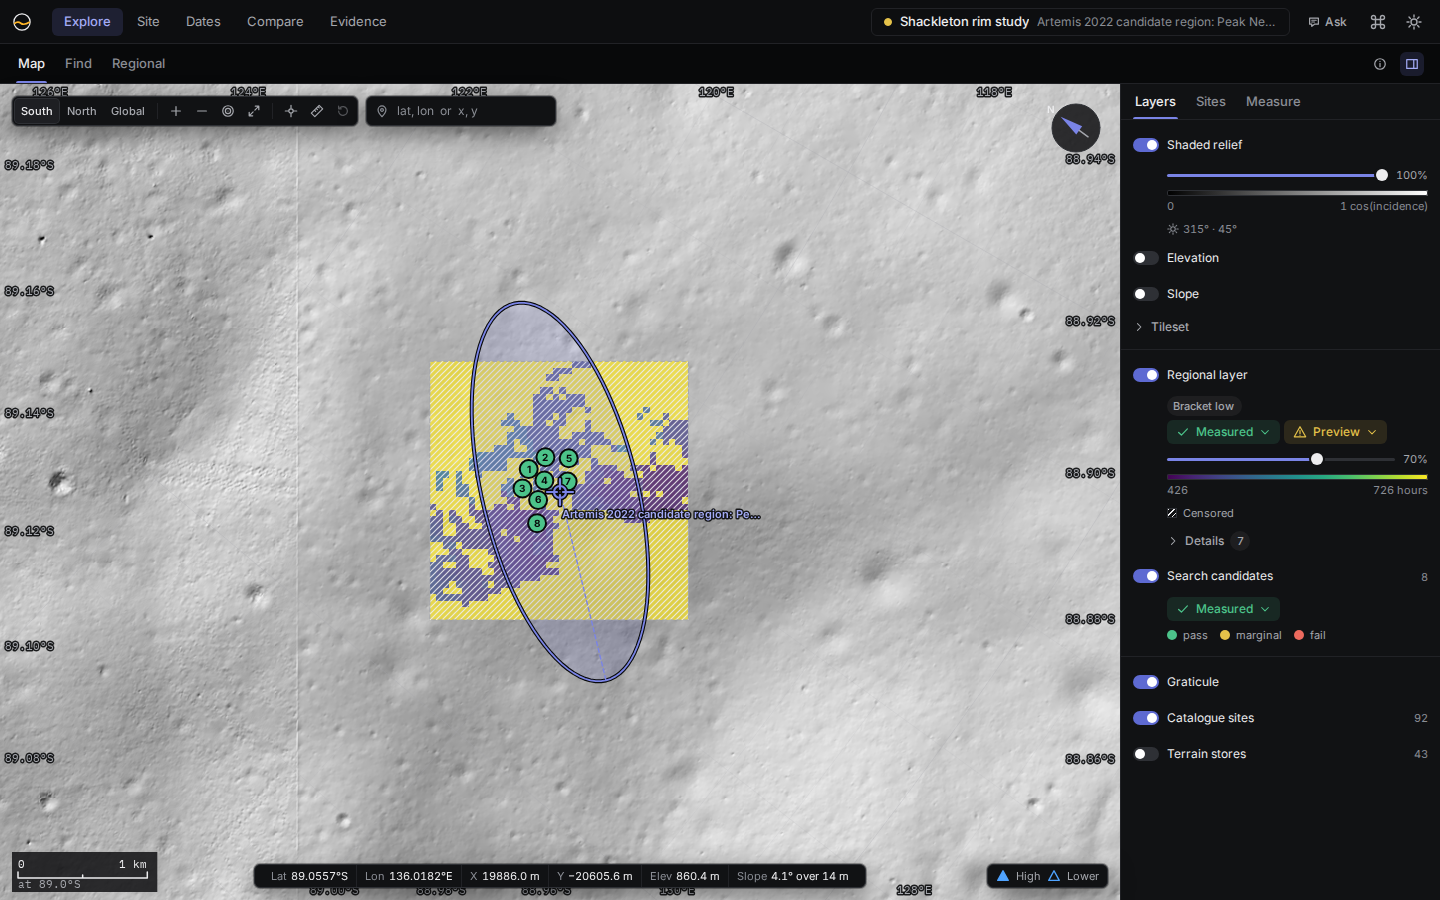 Explore Site Dates Compare Evidence
Shackleton rim study Artemis 2022 candidate region: Peak Ne...
Ask
Map Find Regional
126°E 124°E 122°E 120°E 118°E
South North Global
lat, lon or x, y
N
89.18°S
89.16°S
89.14°S
89.12°S
89.10°S
89.08°S
88.94°S
88.92°S
88.90°S
88.88°S
88.86°S
2 5
1
4 7
3
6
8
Artemis 2022 candidate region: Pe...
0 1 km
at 89.0°S
Lat 89.0557°S Lon 136.0182°E X 19886.0 m Y −20605.6 m Elev 860.4 m Slope 4.1° over 14 m
High Lower
89.00°S 88.98°S 88.96°S 130°E 128°E
Layers Sites Measure
Shaded relief
100%
0 1 cos(incidence)
315° · 45°
Elevation
Slope
Tileset
Regional layer
Bracket low
Measured Preview
70%
426 726 hours
Censored
Details 7
Search candidates 8
Measured
pass marginal fail
Graticule
Catalogue sites 92
Terrain stores 43